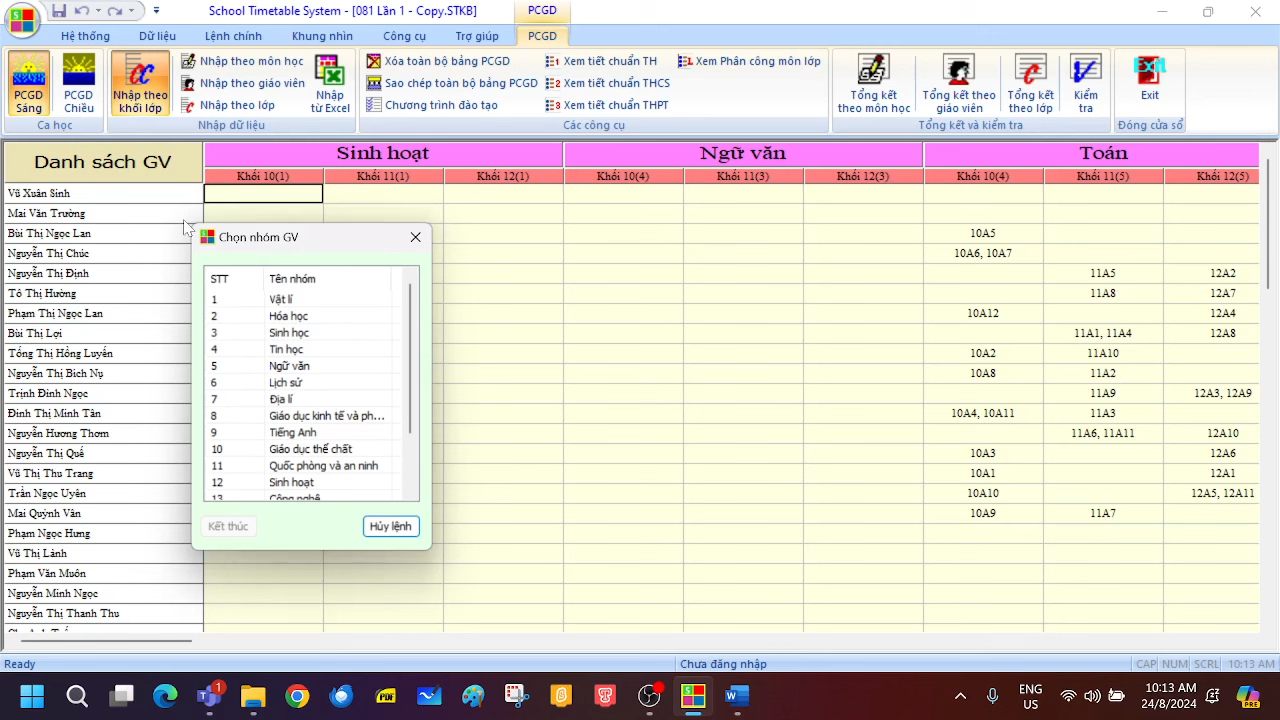 School Timetable System - [081 Lần 1 - Copy.STKB]
PCGD
Hệ thống
Dữ liệu
Lệnh chính
Khung nhìn
Công cụ
Trợ giúp
PCGD
PCGD Sáng
PCGD Chiều
Ca học
Nhập theo khối lớp
Nhập theo môn học
Nhập theo giáo viên
Nhập theo lớp
Nhập từ Excel
Nhập dữ liệu
Xóa toàn bộ bảng PCGD
Sao chép toàn bộ bảng PCGD
Chương trình đào tạo
Xem tiết chuẩn TH
Xem tiết chuẩn THCS
Xem tiết chuẩn THPT
Xem Phân công môn lớp
Các công cụ
Tổng kết theo môn học
Tổng kết theo giáo viên
Tổng kết theo lớp
Kiểm tra
Tổng kết và kiểm tra
Exit
Exit
Đóng cửa sổ
Danh sách GV
Sinh hoạt
Ngữ văn
Toán
Khối 10(1) Khối 11(1) Khối 12(1) Khối 10(4) Khối 11(3) Khối 12(3) Khối 10(4) Khối 11(5) Khối 12(5)
Vũ Xuân Sinh
Mai Văn Trường
Bùi Thị Ngọc Lan 10A5
Nguyễn Thị Chúc 10A6, 10A7
Nguyễn Thị Định 11A5 12A2
Tô Thị Hường 11A8 12A7
Phạm Thị Ngọc Lan 10A12 12A4
Bùi Thị Lợi 11A1, 11A4 12A8
Tống Thị Hồng Luyến 10A2 11A10
Nguyễn Thị Bích Nụ 10A8 11A2
Trịnh Đình Ngọc 11A9 12A3, 12A9
Đinh Thị Minh Tân 10A4, 10A11 11A3
Nguyễn Hương Thơm 11A6, 11A11 12A10
Nguyễn Thị Quế 10A3 12A6
Vũ Thị Thu Trang 10A1 12A1
Trần Ngọc Uyên 10A10 12A5, 12A11
Mai Quỳnh Vân 10A9 11A7
Phạm Ngọc Hưng
Vũ Thị Lánh
Phạm Văn Muôn
Nguyễn Minh Ngọc
Nguyễn Thị Thanh Thu
Chọn nhóm GV
STT Tên nhóm
1 Vật lí
2 Hóa học
3 Sinh học
4 Tin học
5 Ngữ văn
6 Lịch sử
7 Địa lí
8 Giáo dục kinh tế và ph...
9 Tiếng Anh
10 Giáo dục thể chất
11 Quốc phòng và an ninh
12 Sinh hoạt
13 Công nghệ
Kết thúc
Hủy lệnh
Ready
Chưa đăng nhập
CAP NUM SCRL 10:13 AM
1
PDF
ENG
US
10:13 AM
24/8/2024
PRE